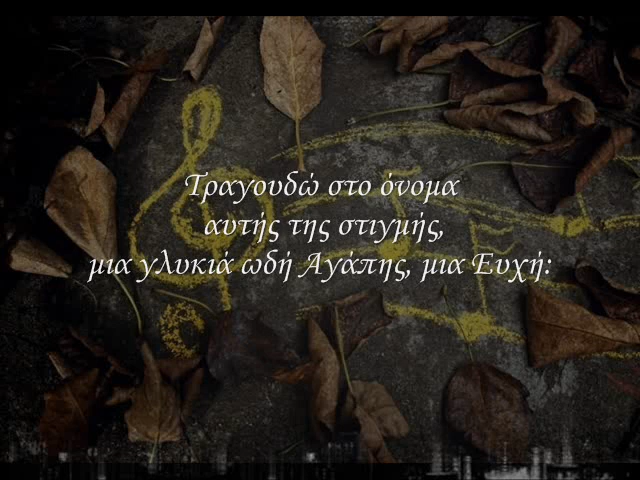 Τραγουδώ στο όνομα
αυτής της στιγμής,
μια γλυκιά ωδή Αγάπης, μια Ευχή: